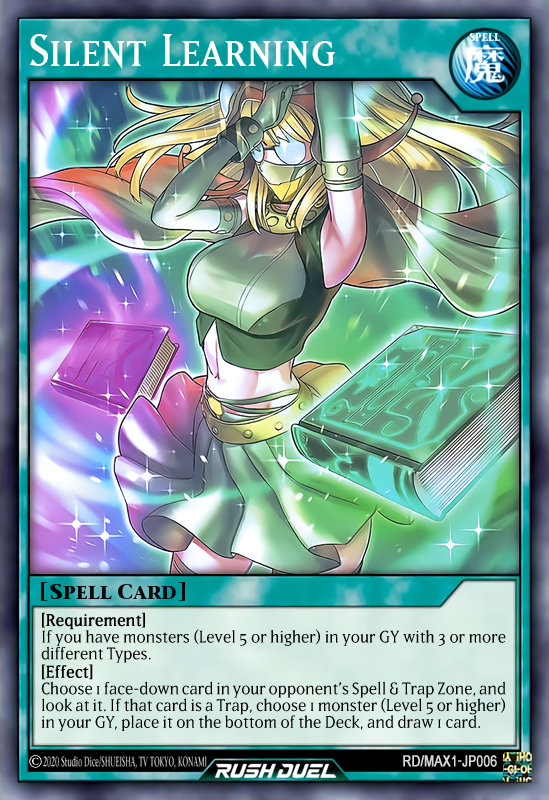 Silent Learning
SPELL
魔
[Spell Card]
[Requirement]
If you have monsters (Level 5 or higher) in your GY with 3 or more
different Types.
[Effect]
Choose 1 face-down card in your opponent's Spell & Trap Zone, and
look at it. If that card is a Trap, choose 1 monster (Level 5 or higher)
in your GY, place it on the bottom of the Deck, and draw 1 card.
©2020 Studio Dice/SHUEISHA, TV TOKYO, KONAMI
RUSH DUEL
RD/MAX1-JP006